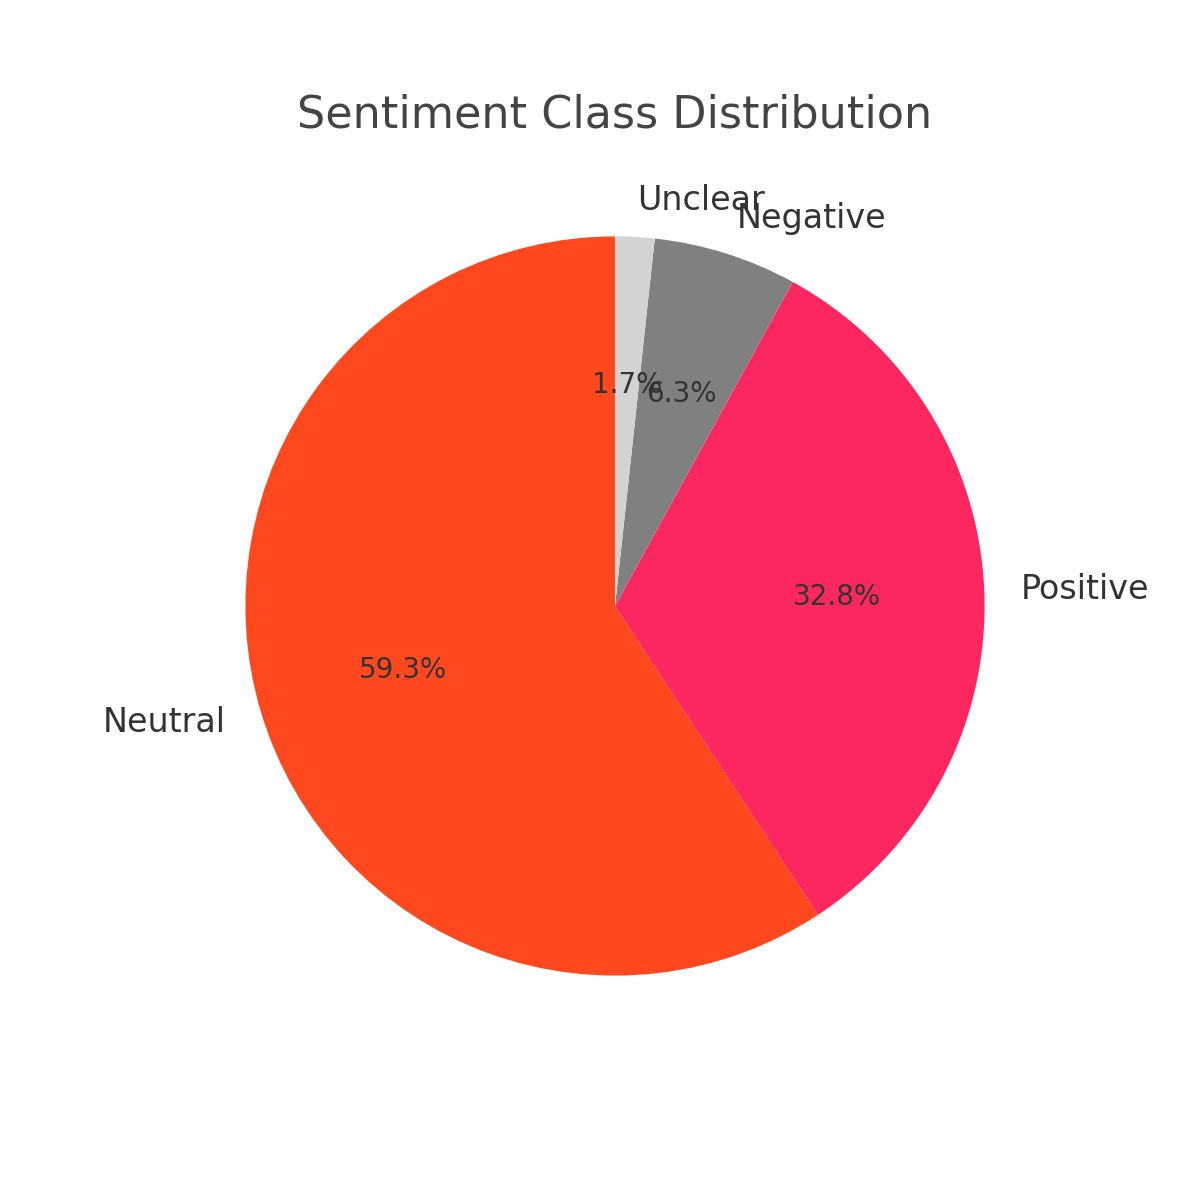 Sentiment Class Distribution
Unclear
Negative
1.7%
6.3%
Positive
32.8%
59.3%
Neutral